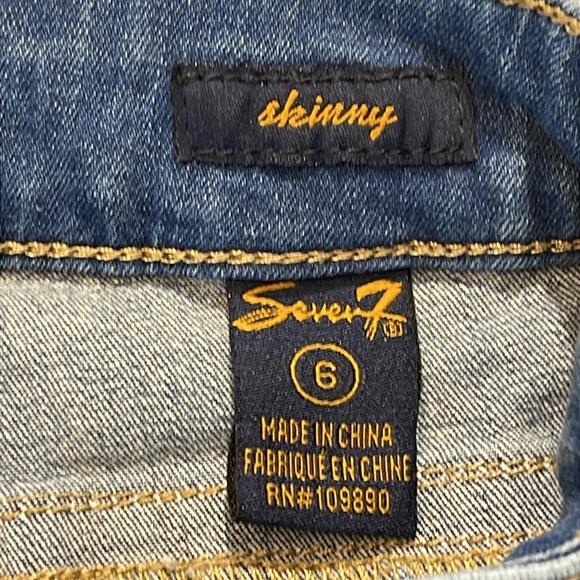 skinny
Seven7
6
MADE IN CHINA
FABRIQUÉ EN CHINE
RN#109890